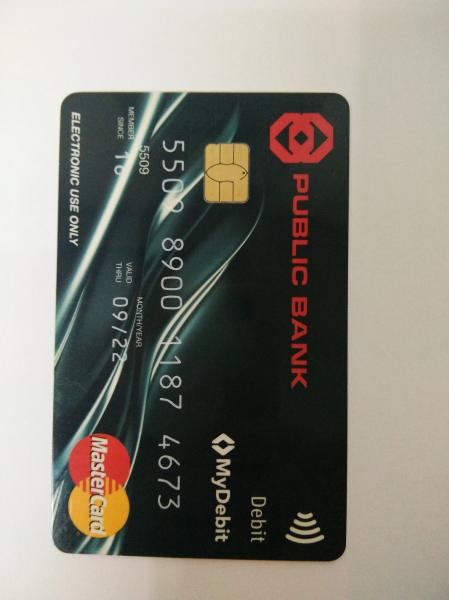 PUBLIC BANK
Debit
MyDebit
5509 8900 1187 4673
5509
MEMBER SINCE
MONTH/YEAR
VALID THRU 09/22
ELECTRONIC USE ONLY
MasterCard